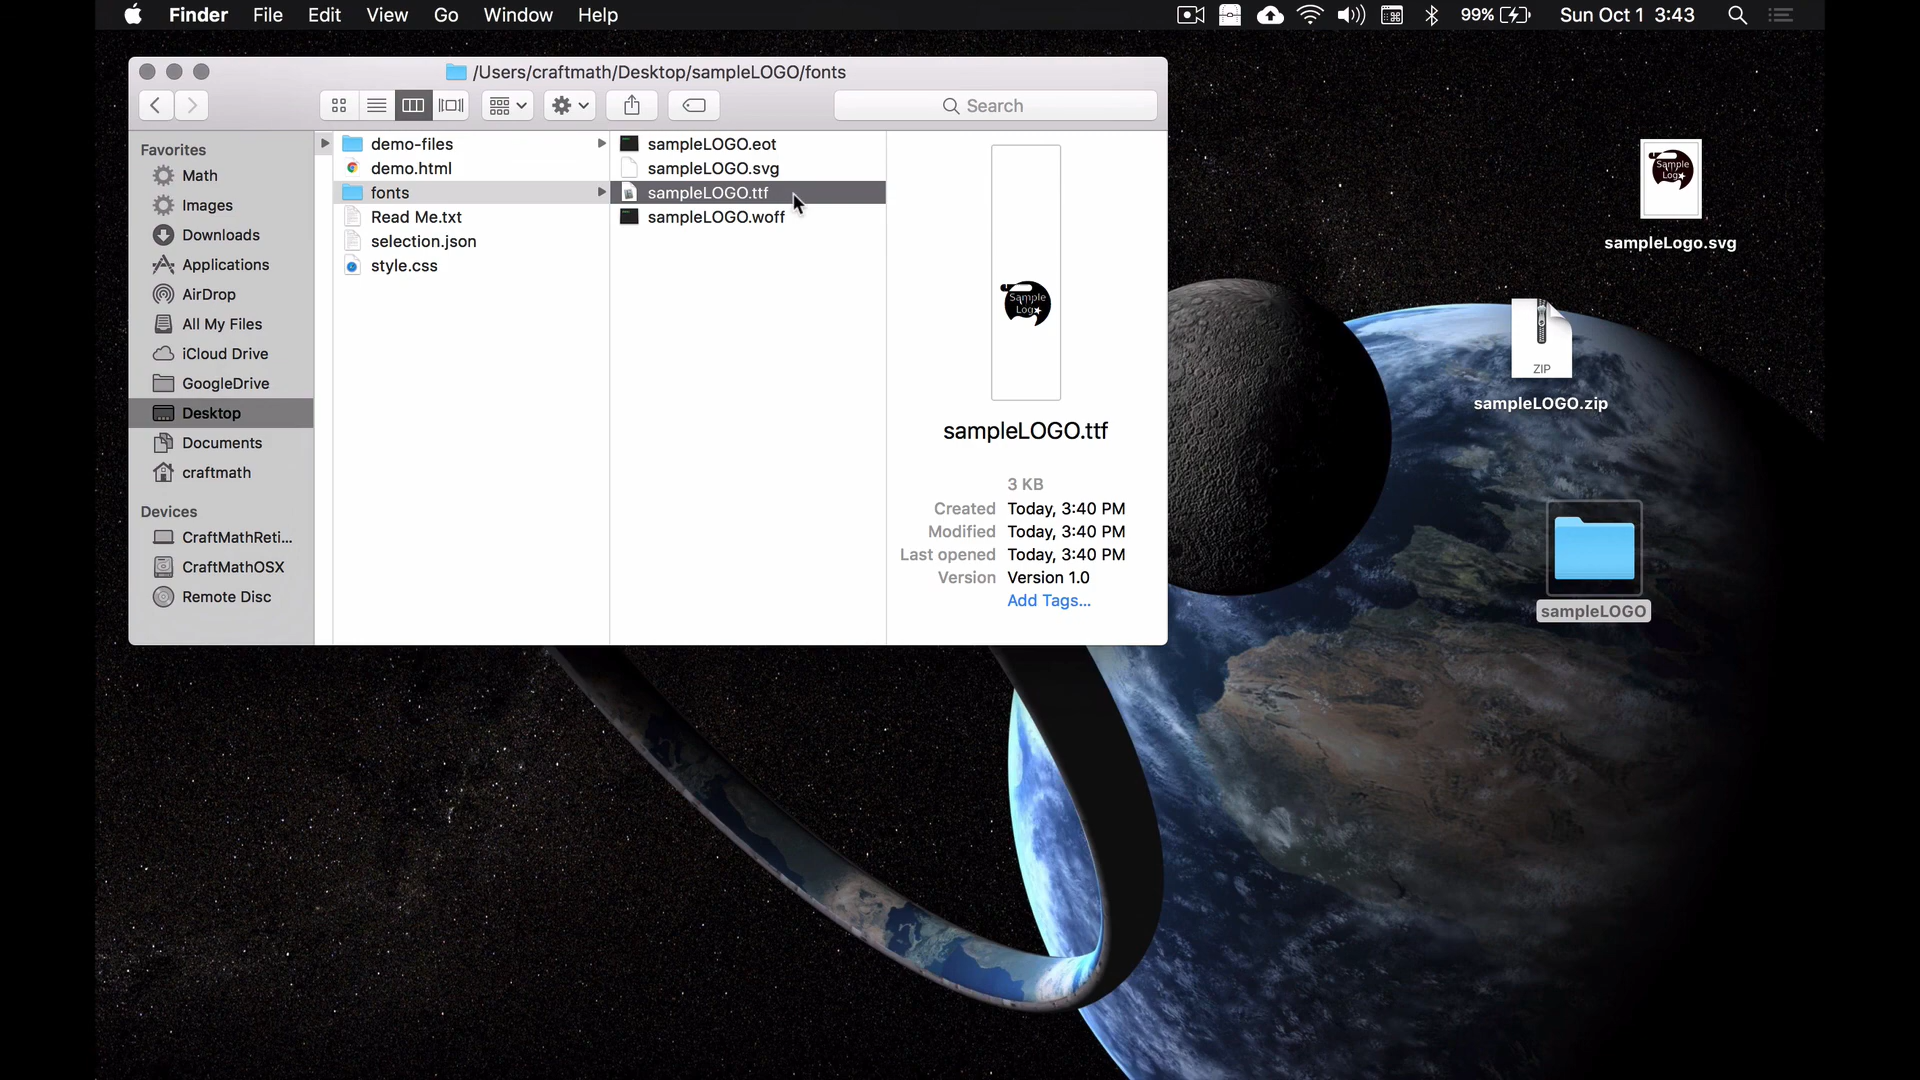 Finder File Edit View Go Window Help 99% Sun Oct 1 3:43
/Users/craftmath/Desktop/sampleLOGO/fonts
Search
Favorites
Math
Images
Downloads
Applications
AirDrop
All My Files
iCloud Drive
GoogleDrive
Desktop
Documents
craftmath
Devices
CraftMathReti...
CraftMathOSX
Remote Disc
demo-files
demo.html
fonts
Read Me.txt
selection.json
style.css
sampleLOGO.eot
sampleLOGO.svg
sampleLOGO.ttf
sampleLOGO.woff
Sample
Log
sampleLOGO.ttf
3 KB
Created Today, 3:40 PM
Modified Today, 3:40 PM
Last opened Today, 3:40 PM
Version Version 1.0
Add Tags...
Sample
Log
sampleLogo.svg
ZIP
sampleLOGO.zip
sampleLOGO